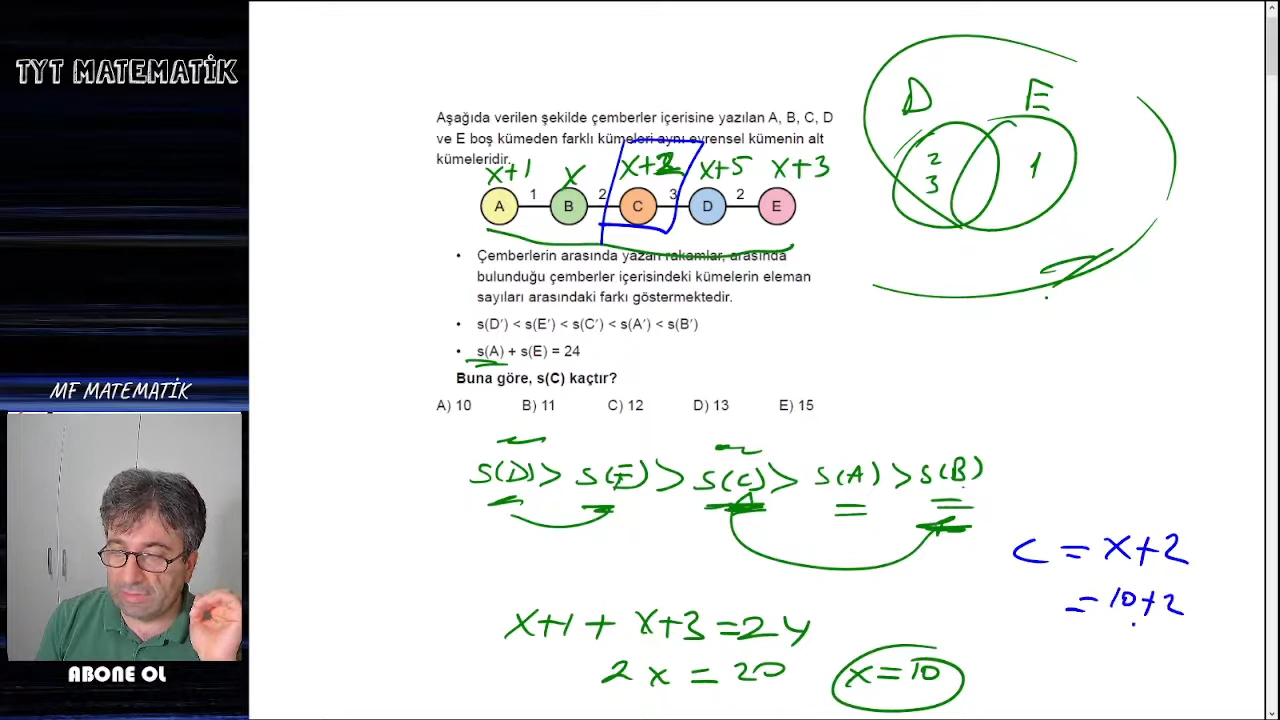 TYT MATEMATİK
Aşağıda verilen şekilde çemberler içerisine yazılan A, B, C, D
ve E boş kümeden farklı kümeleri aynı evrensel kümenin alt
kümeleridir.
x+1 x x+2 x+5 x+3
A 1 B 2 C 3 D 2 E
• Çemberlerin arasında yazan rakamlar, arasında
bulunduğu çemberler içerisindeki kümelerin eleman
sayıları arasındaki farkı göstermektedir.
• s(D′) < s(E′) < s(C′) < s(A′) < s(B′)
• s(A) + s(E) = 24
Buna göre, s(C) kaçtır?
A) 10 B) 11 C) 12 D) 13 E) 15
D E
2
3
1
s(D) > s(E) > s(C) > s(A) > s(B)
x+1 + x+3 = 24
2x = 20
x = 10
C = x+2
= 10+2
MF MATEMATİK
ABONE OL